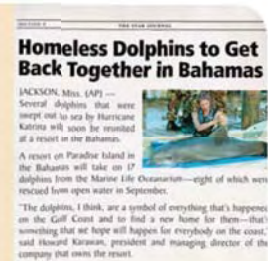 SECTION B
THE STAR JOURNAL
Homeless Dolphins to Get
Back Together in Bahamas
JACKSON, Miss. (AP) —
Several dolphins that were
swept out to sea by Hurricane
Katrina will soon be reunited
at a resort in the Bahamas.
A resort on Paradise Island in
the Bahamas will take on 17
dolphins from the Marine Life Oceanarium—eight of which were
rescued from open water in September.
"The dolphins, I think, are a symbol of everything that's happened
on the Gulf Coast and to find a new home for them—that's
something that we hope will happen for everybody on the coast,"
said Howard Karawan, president and managing director of the
company that owns the resort.